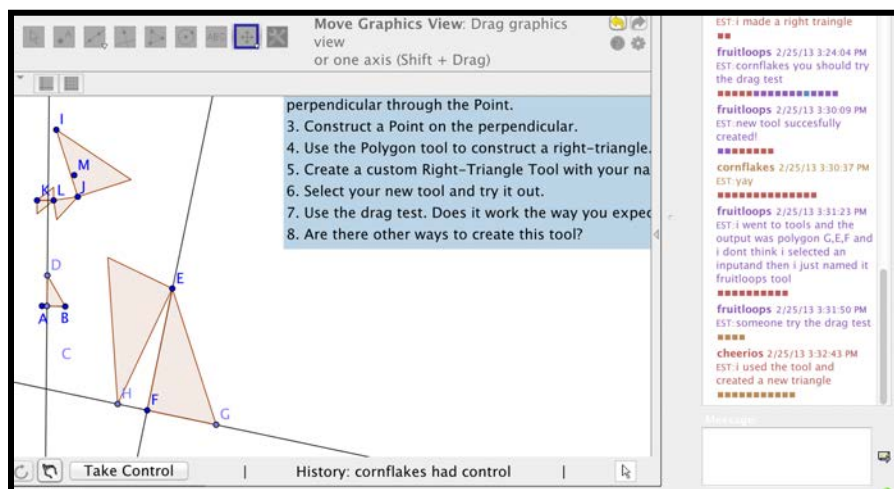 Move Graphics View: Drag graphics
view
or one axis (Shift + Drag)
ABC
I
M
K
L
J
D
A
B
C
E
H
F
G
perpendicular through the Point.
3. Construct a Point on the perpendicular.
4. Use the Polygon tool to construct a right-triangle.
5. Create a custom Right-Triangle Tool with your na
6. Select your new tool and try it out.
7. Use the drag test. Does it work the way you expec
8. Are there other ways to create this tool?
Take Control
History: cornflakes had control
EST: i made a right traingle
fruitloops 2/25/13 3:24:04 PM
EST: cornflakes you should try
the drag test
fruitloops 2/25/13 3:30:09 PM
EST: new tool succesfully
created!
cornflakes 2/25/13 3:30:37 PM
EST: yay
fruitloops 2/25/13 3:31:23 PM
EST: i went to tools and the
output was polygon G,E,F and
i dont think i selected an
inputand then i just named it
fruitloops tool
fruitloops 2/25/13 3:31:50 PM
EST: someone try the drag test
cheerios 2/25/13 3:32:43 PM
EST: i used the tool and
created a new triangle
Message: